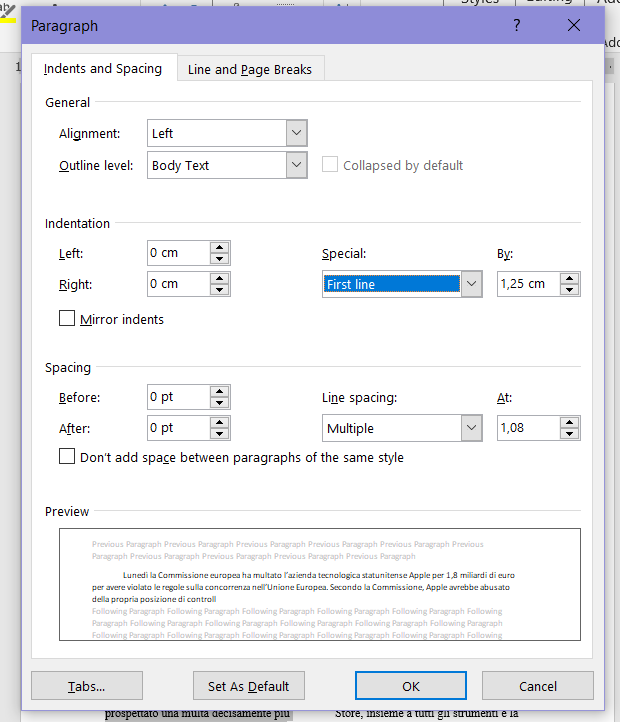 Styles
Editing
Paragraph
?
Indents and Spacing
Line and Page Breaks
General
Alignment: Left
Outline level: Body Text
Collapsed by default
Indentation
Left: 0 cm
Special:
By:
Right: 0 cm
First line
1,25 cm
Mirror indents
Spacing
Before: 0 pt
Line spacing:
At:
After: 0 pt
Multiple
1,08
Don't add space between paragraphs of the same style
Preview
Previous Paragraph Previous Paragraph Previous Paragraph Previous Paragraph Previous Paragraph Previous
Paragraph Previous Paragraph Previous Paragraph Previous Paragraph Previous Paragraph
Lunedì la Commissione europea ha multato l'azienda tecnologica statunitense Apple per 1,8 miliardi di euro
per avere violato le regole sulla concorrenza nell'Unione Europea. Secondo la Commissione, Apple avrebbe abusato
della propria posizione di controll
Following Paragraph Following Paragraph Following Paragraph Following Paragraph Following Paragraph
Paragraph Following Paragraph Following Paragraph Following Paragraph Following Paragraph Following
Following Paragraph Following Paragraph Following Paragraph Following Paragraph Following
Tabs...
Set As Default
OK
Cancel
prospettato una multa decisamente più
Store, insieme a tutti gli strumenti e la